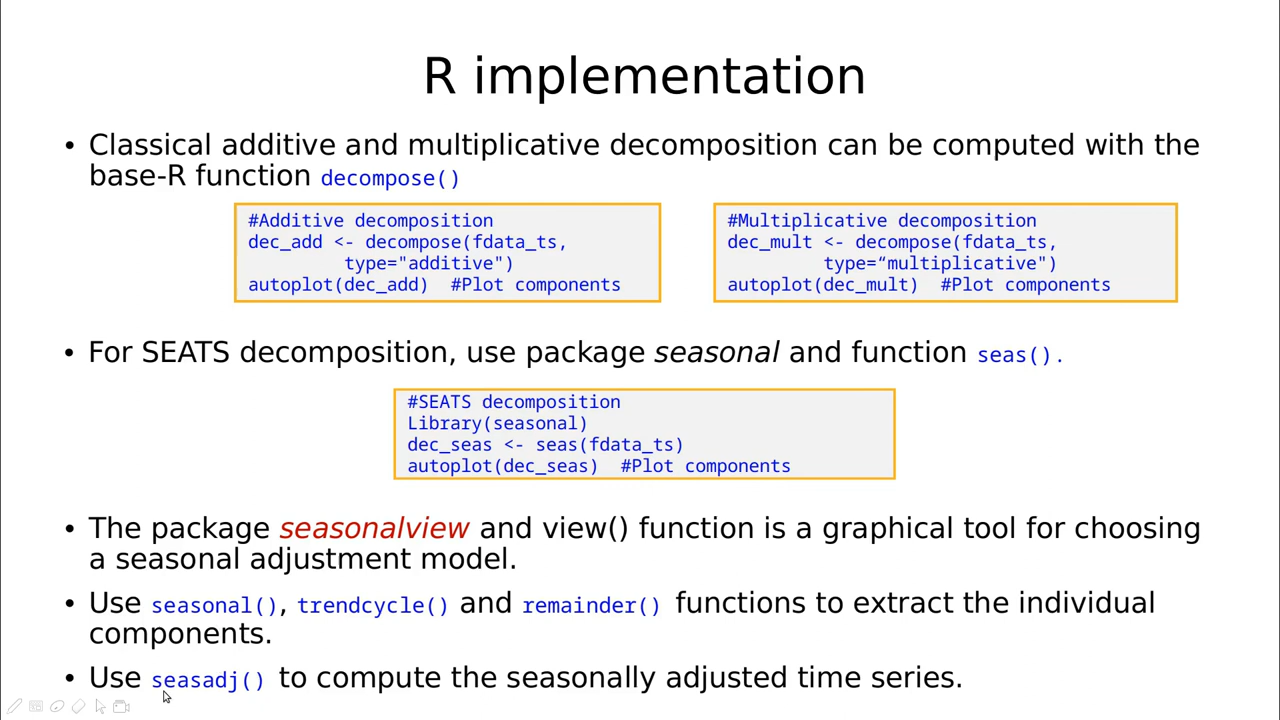 R implementation
• Classical additive and multiplicative decomposition can be computed with the
base-R function decompose()
#Additive decomposition
dec_add <- decompose(fdata_ts,
type="additive")
autoplot(dec_add)  #Plot components
#Multiplicative decomposition
dec_mult <- decompose(fdata_ts,
type=“multiplicative")
autoplot(dec_mult)  #Plot components
• For SEATS decomposition, use package seasonal and function seas().
#SEATS decomposition
Library(seasonal)
dec_seas <- seas(fdata_ts)
autoplot(dec_seas)  #Plot components
• The package seasonalview and view() function is a graphical tool for choosing
a seasonal adjustment model.
• Use seasonal(), trendcycle() and remainder() functions to extract the individual
components.
• Use seasadj() to compute the seasonally adjusted time series.